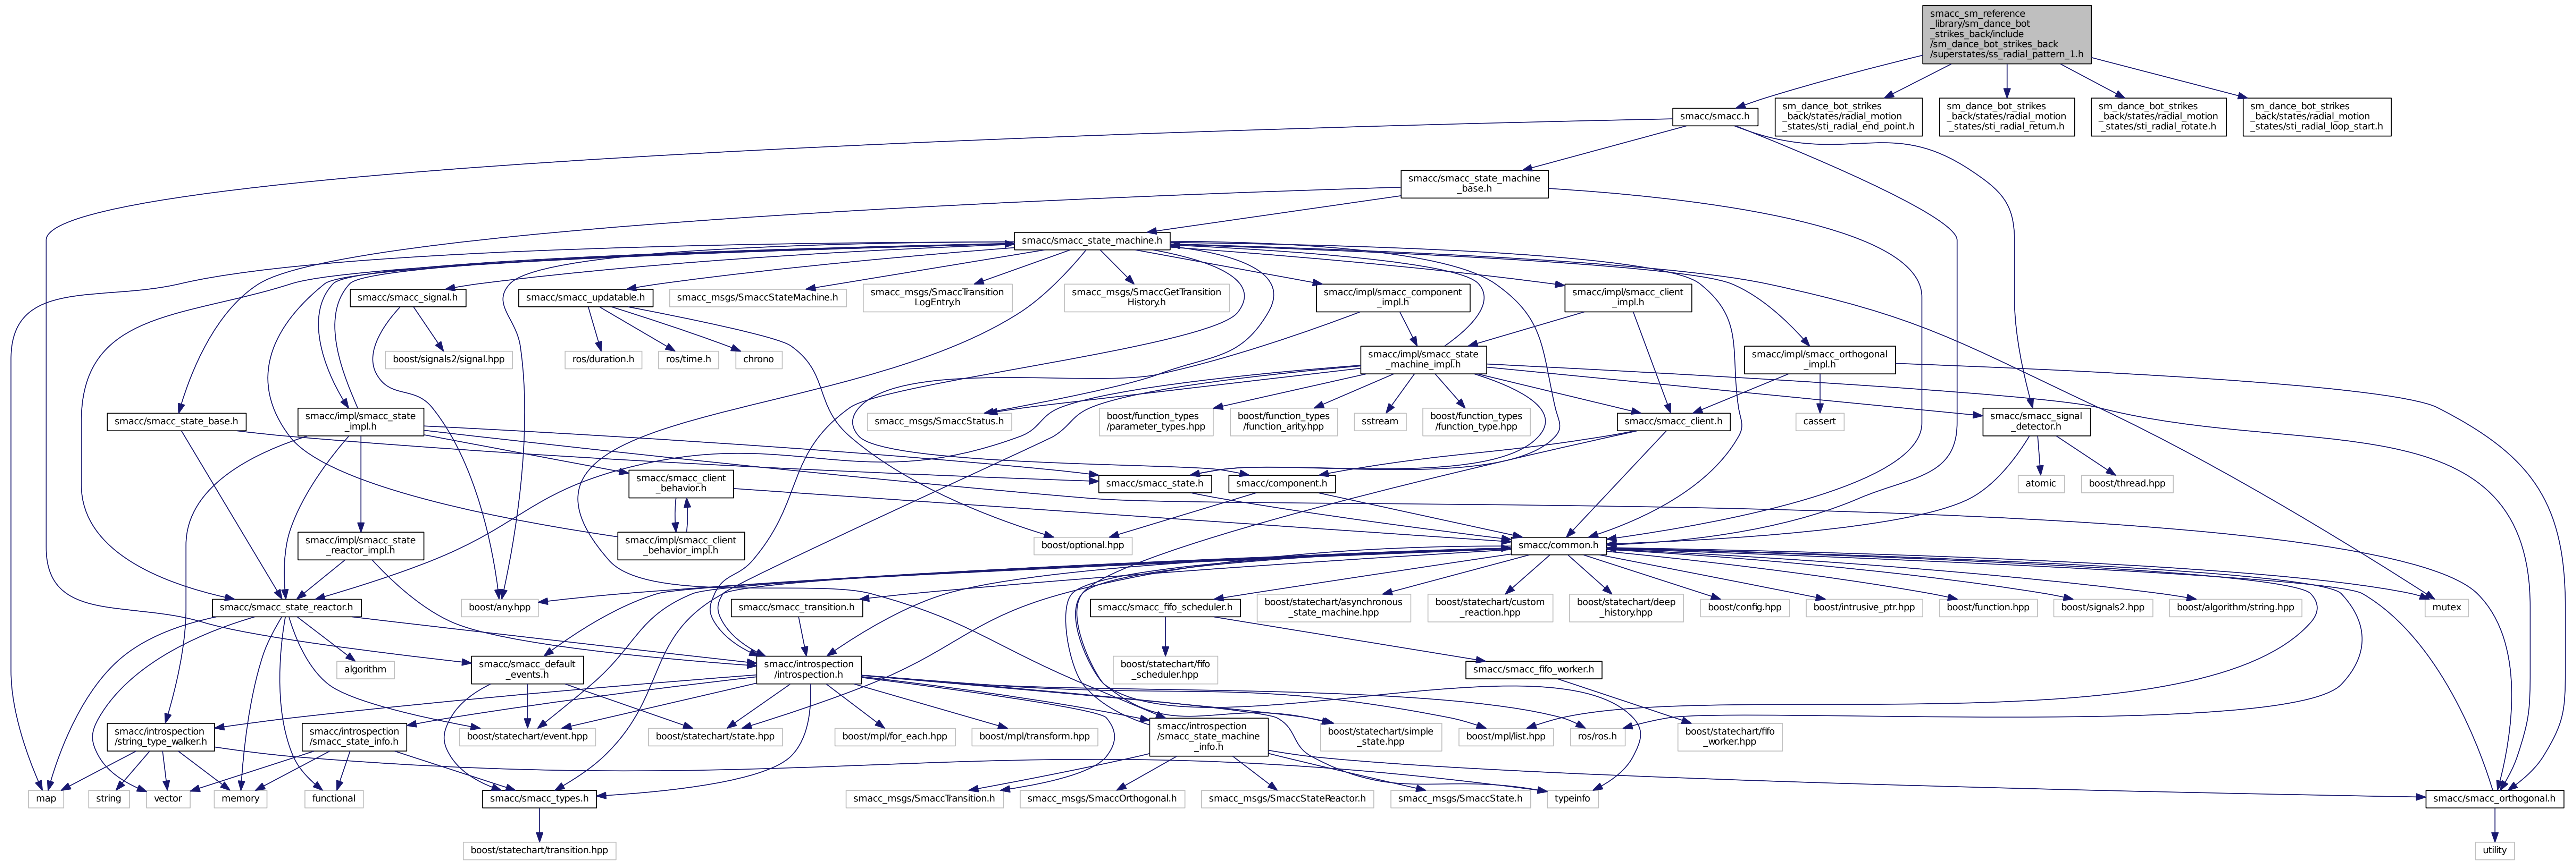 smacc_sm_reference
_library/sm_dance_bot
_strikes_back/include
/sm_dance_bot_strikes_back
/superstates/ss_radial_pattern_1.h
smacc/smacc.h
sm_dance_bot_strikes
_back/states/radial_motion
_states/sti_radial_end_point.h
sm_dance_bot_strikes
_back/states/radial_motion
_states/sti_radial_return.h
sm_dance_bot_strikes
_back/states/radial_motion
_states/sti_radial_rotate.h
sm_dance_bot_strikes
_back/states/radial_motion
_states/sti_radial_loop_start.h
smacc/smacc_state_machine
_base.h
smacc/smacc_state_machine.h
smacc/smacc_signal.h
smacc/smacc_updatable.h
smacc_msgs/SmaccStateMachine.h
smacc_msgs/SmaccTransition
LogEntry.h
smacc_msgs/SmaccGetTransition
History.h
smacc/impl/smacc_component
_impl.h
smacc/impl/smacc_client
_impl.h
boost/signals2/signal.hpp
ros/duration.h
ros/time.h
chrono
smacc/impl/smacc_state
_machine_impl.h
smacc/impl/smacc_orthogonal
_impl.h
smacc/smacc_state_base.h
smacc/impl/smacc_state
_impl.h
smacc_msgs/SmaccStatus.h
boost/function_types
/parameter_types.hpp
boost/function_types
/function_arity.hpp
sstream
boost/function_types
/function_type.hpp
smacc/smacc_client.h
cassert
smacc/smacc_signal
_detector.h
smacc/smacc_client
_behavior.h
smacc/smacc_state.h
smacc/component.h
atomic
boost/thread.hpp
smacc/impl/smacc_state
_reactor_impl.h
smacc/impl/smacc_client
_behavior_impl.h
boost/optional.hpp
smacc/common.h
smacc/smacc_state_reactor.h
boost/any.hpp
smacc/smacc_transition.h
smacc/smacc_fifo_scheduler.h
boost/statechart/asynchronous
_state_machine.hpp
boost/statechart/custom
_reaction.hpp
boost/statechart/deep
_history.hpp
boost/config.hpp
boost/intrusive_ptr.hpp
boost/function.hpp
boost/signals2.hpp
boost/algorithm/string.hpp
mutex
algorithm
smacc/smacc_default
_events.h
smacc/introspection
/introspection.h
boost/statechart/fifo
_scheduler.hpp
smacc/smacc_fifo_worker.h
smacc/introspection
/string_type_walker.h
smacc/introspection
/smacc_state_info.h
boost/statechart/event.hpp
boost/statechart/state.hpp
boost/mpl/for_each.hpp
boost/mpl/transform.hpp
smacc/introspection
/smacc_state_machine
_info.h
boost/statechart/simple
_state.hpp
boost/mpl/list.hpp
ros/ros.h
boost/statechart/fifo
_worker.hpp
map
string
vector
memory
functional
smacc/smacc_types.h
smacc_msgs/SmaccTransition.h
smacc_msgs/SmaccOrthogonal.h
smacc_msgs/SmaccStateReactor.h
smacc_msgs/SmaccState.h
typeinfo
smacc/smacc_orthogonal.h
boost/statechart/transition.hpp
utility